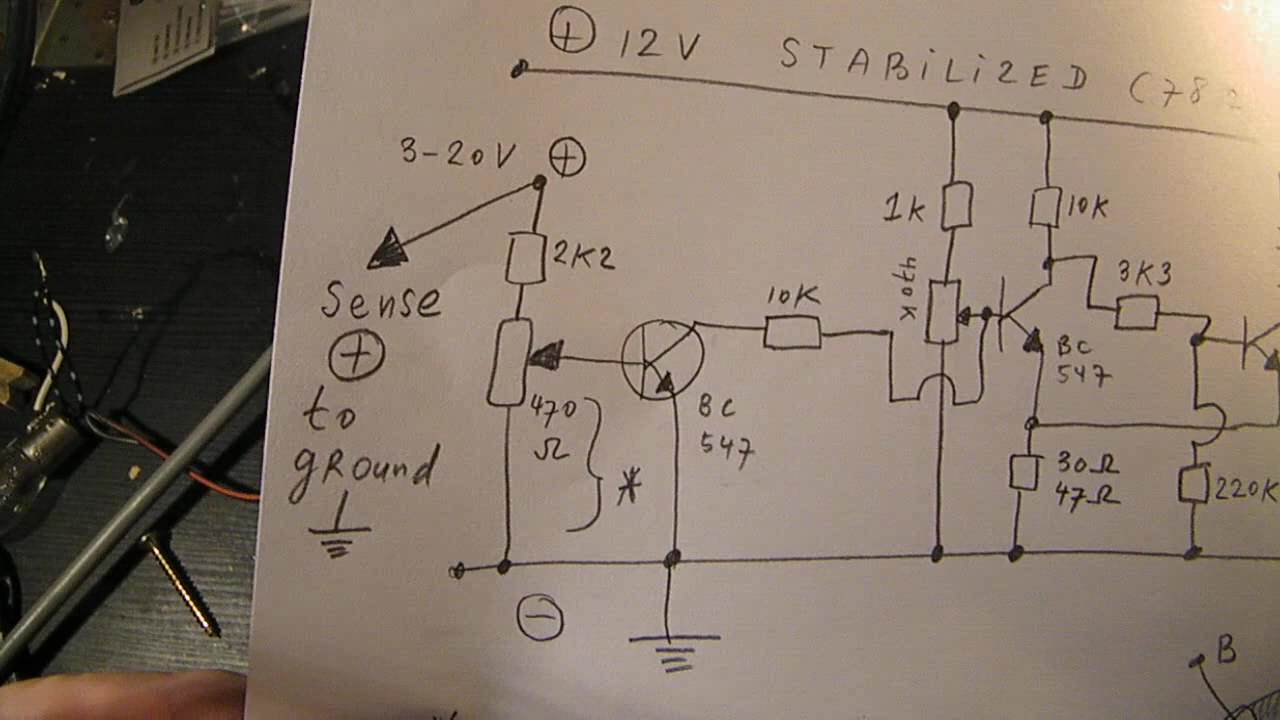 + 12V STABiLiZED (78
3-20V +
Sense
+
to
gRound
2K2
470
Ω
*
BC
547
10K
1K
470K
10K
3K3
BC
547
30Ω
47Ω
220K
-
B